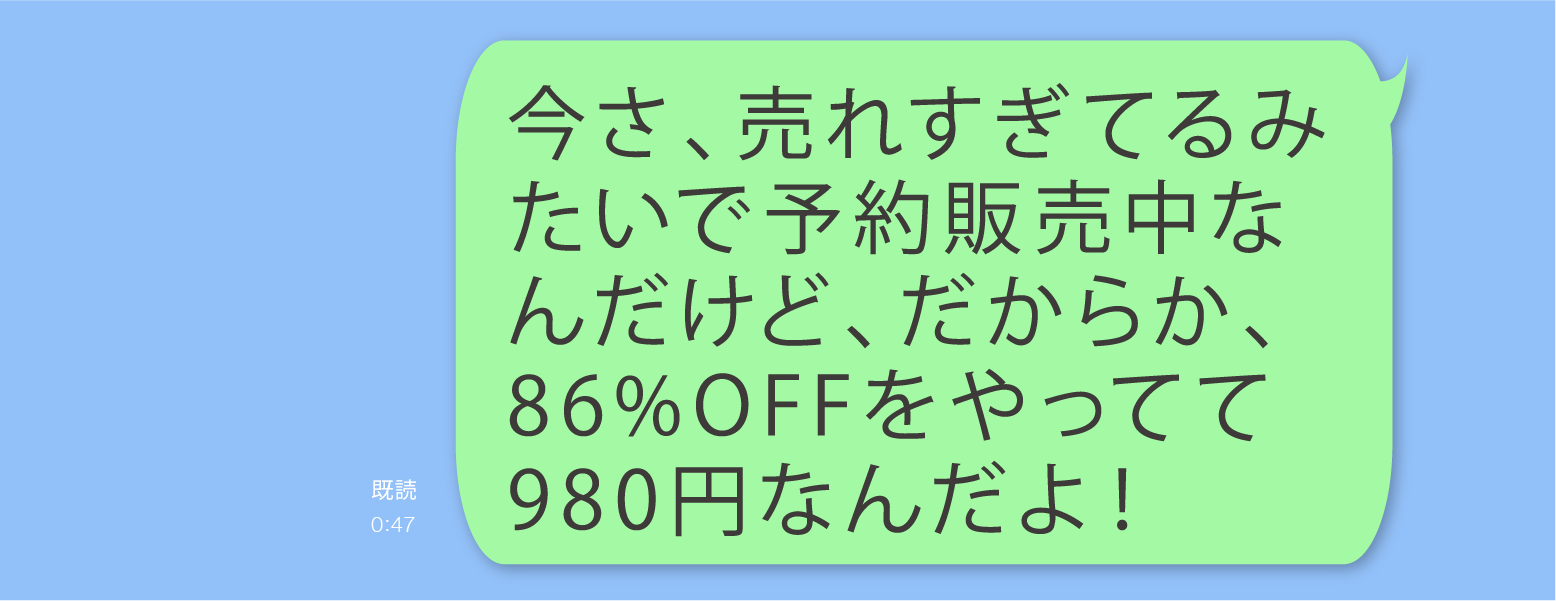 今さ、売れすぎてるみ
たいで予約販売中な
んだけど、だからか、
86%OFFをやってて
980円なんだよ！
既読
0:47